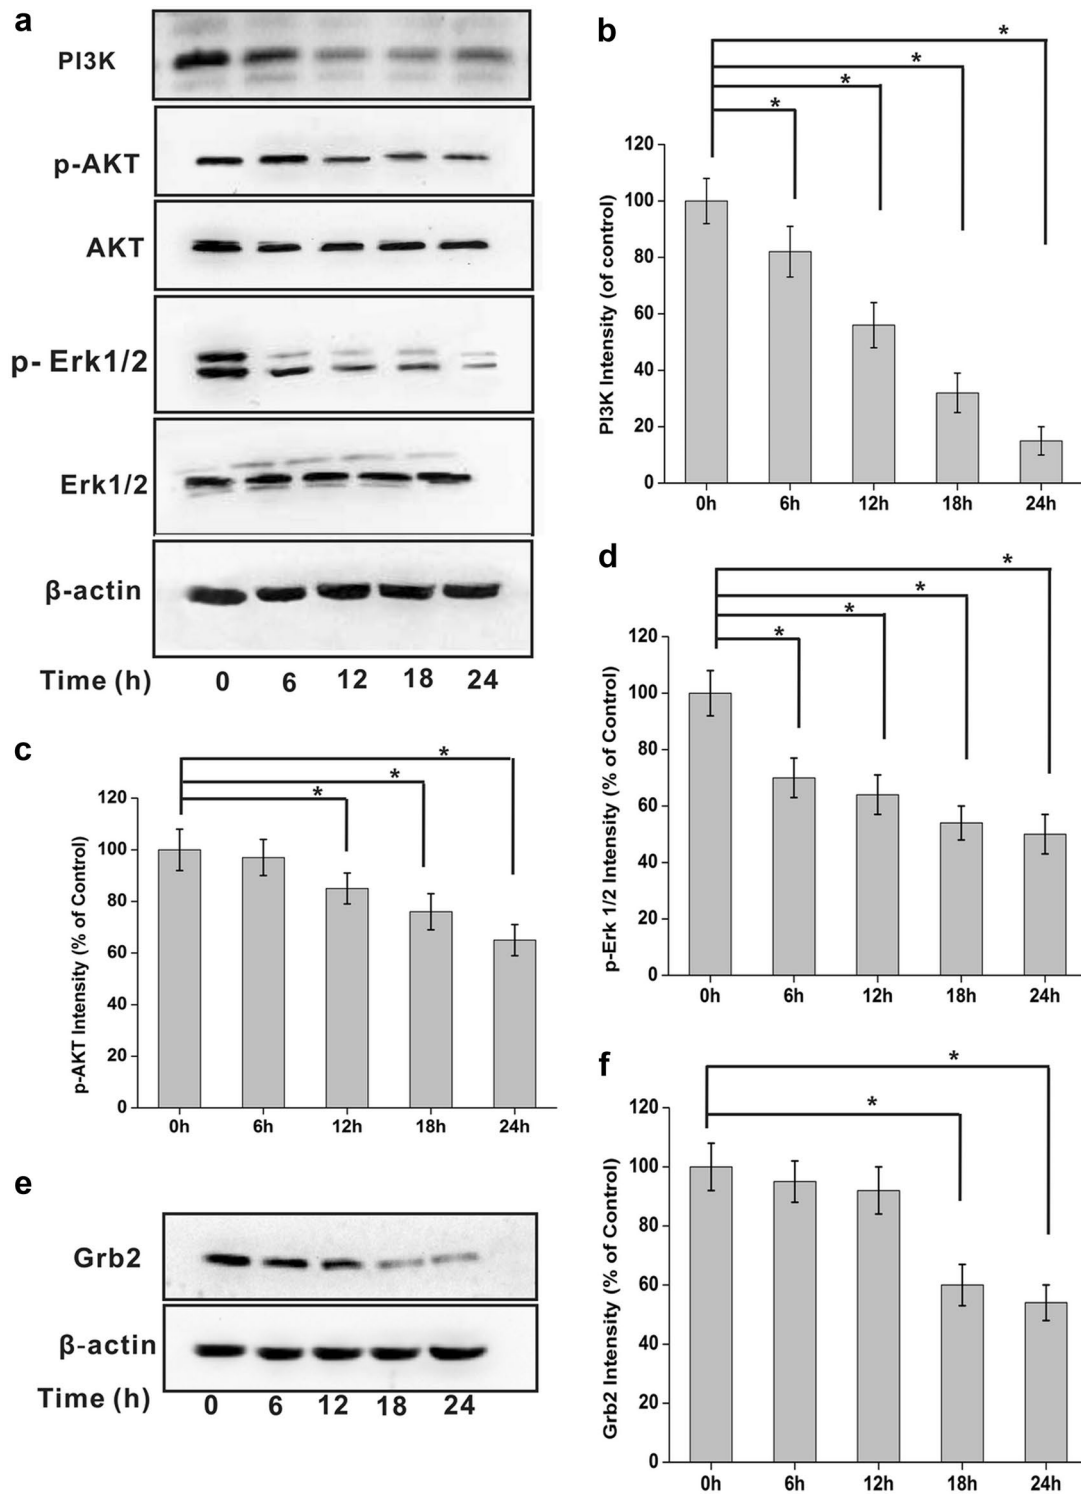 a
PI3K
p-AKT
AKT
p- Erk1/2
Erk1/2
β-actin
Time (h) 0 6 12 18 24
b
* * * *
PI3K Intensity (of control)
120
100
80
60
40
20
0
0h 6h 12h 18h 24h
c
* * *
p-AKT Intensity (% of Control)
120
100
80
60
40
20
0
0h 6h 12h 18h 24h
d
* * * *
p-Erk 1/2 Intensity (% of Control)
120
100
80
60
40
20
0
0h 6h 12h 18h 24h
e
Grb2
β-actin
Time (h) 0 6 12 18 24
f
* *
Grb2 Intensity (% of Control)
120
100
80
60
40
20
0
0h 6h 12h 18h 24h